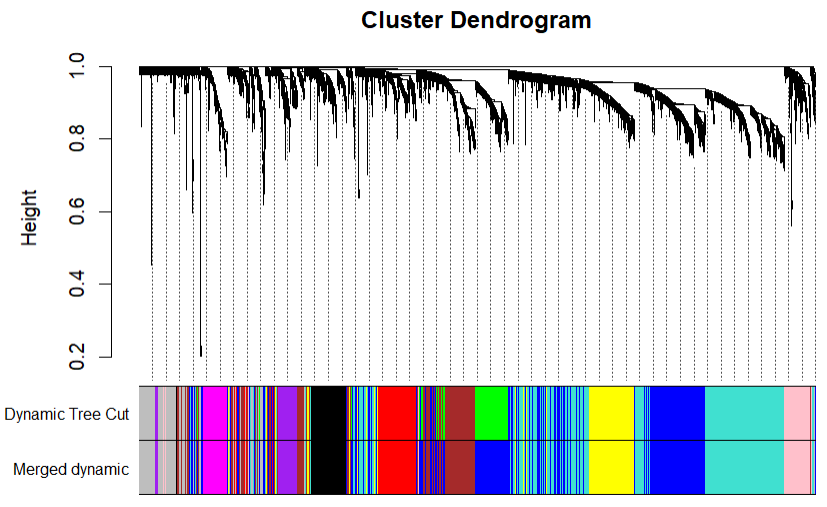 Cluster Dendrogram
Height
1.0
0.8
0.6
0.4
0.2
Dynamic Tree Cut
Merged dynamic